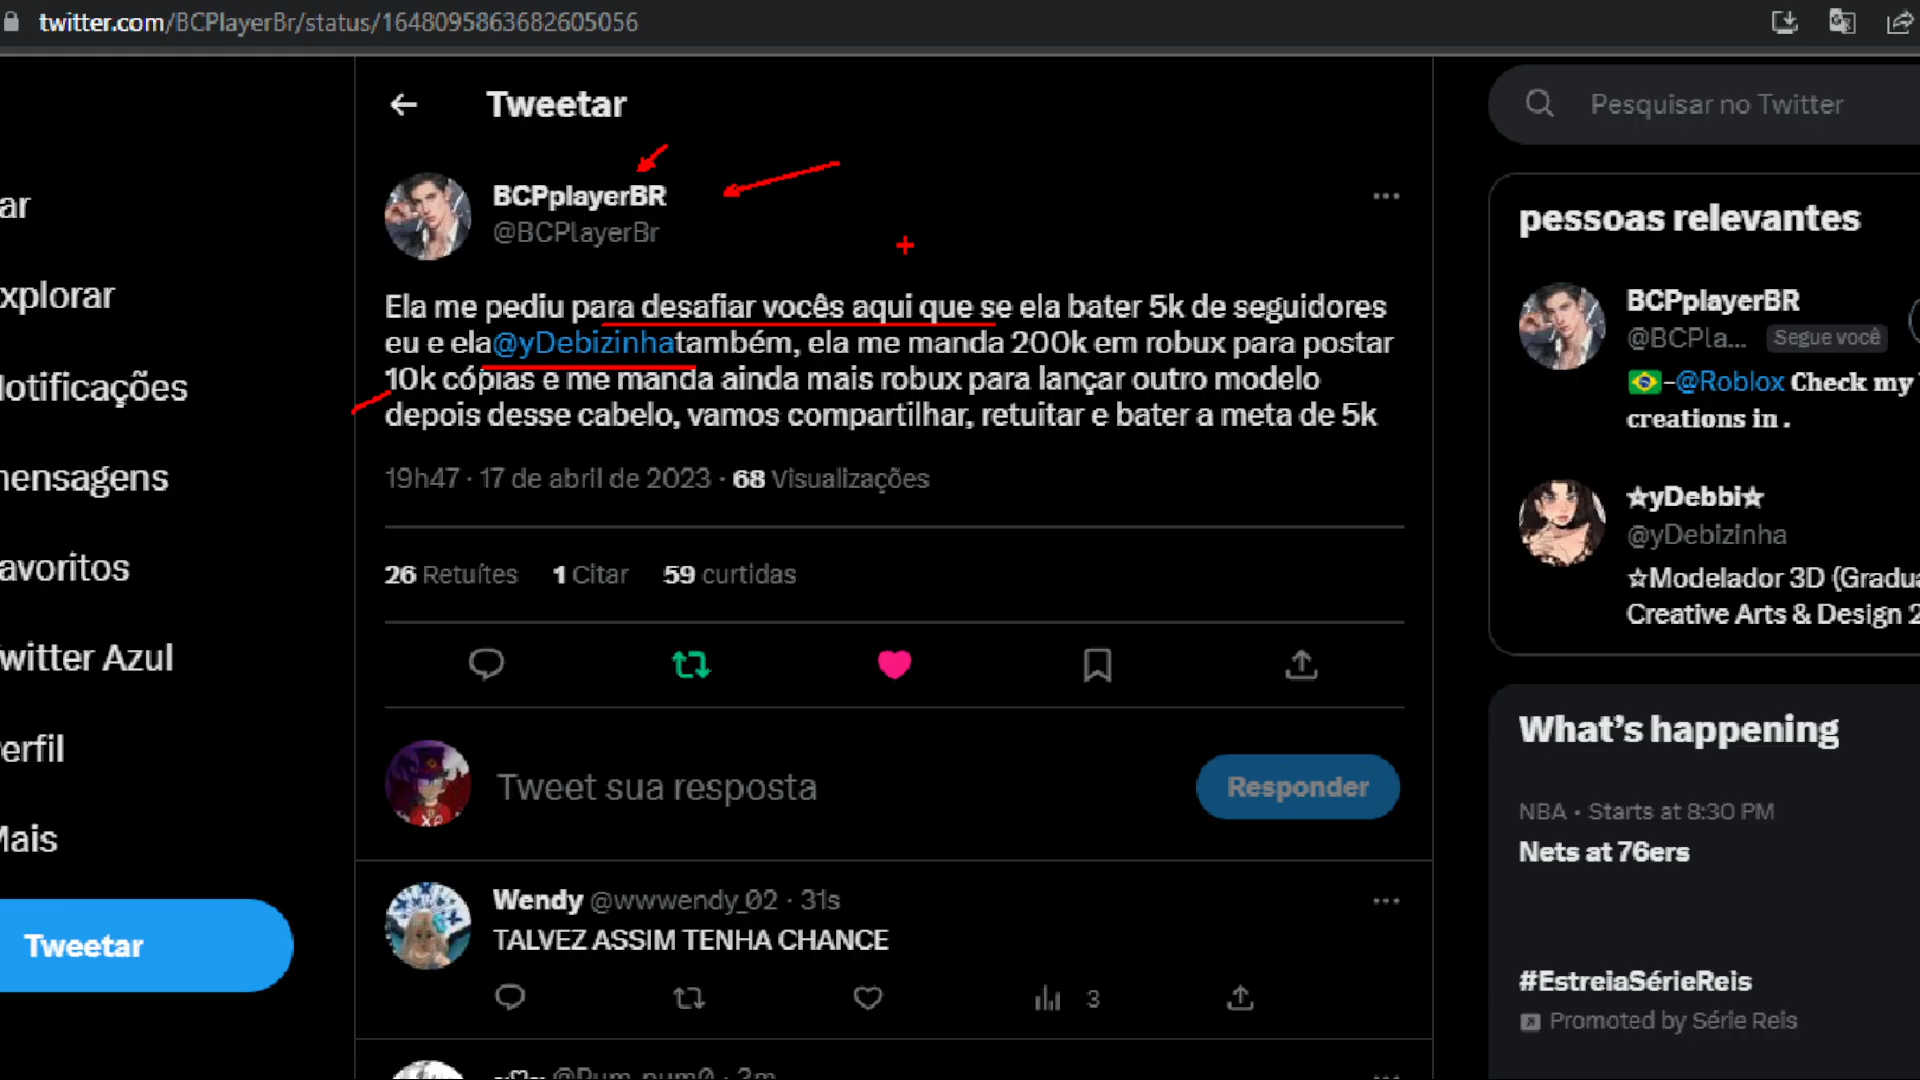 twitter.com/BCPlayerBr/status/1648095863682605056
Tweetar
Pesquisar no Twitter
BCPplayerBR
@BCPlayerBr
Ela me pediu para desafiar vocês aqui que se ela bater 5k de seguidores
eu e ela@yDebizinhatambém, ela me manda 200k em robux para postar
10k cópias e me manda ainda mais robux para lançar outro modelo
depois desse cabelo, vamos compartilhar, retuitar e bater a meta de 5k
19h47 · 17 de abril de 2023 · 68 Visualizações
26 Retuítes 1 Citar 59 curtidas
Tweet sua resposta
Responder
Wendy @wwwendy_02 · 31s
TALVEZ ASSIM TENHA CHANCE
3
ar
xplorar
Notificações
mensagens
avoritos
Twitter Azul
erfil
Mais
Tweetar
pessoas relevantes
BCPplayerBR
@BCPla... Segue você
-@Roblox Check my
creations in .
☆yDebbi☆
@yDebizinha
☆Modelador 3D (Gradua
Creative Arts & Design 2
What's happening
NBA · Starts at 8:30 PM
Nets at 76ers
#EstreiaSérieReis
Promoted by Série Reis